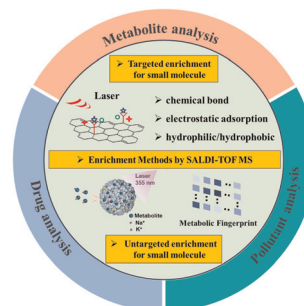 Metabolite analysis
➢ Targeted enrichment
for small molecule
Laser
➢ chemical bond
➢ electrostatic adsorption
➢ hydrophilic/hydrophobic
➢ Enrichment Methods by SALDI-TOF MS
Laser
355 nm
Metabolite
Na⁺
K⁺
Metabolic Fingerprint
➢ Untargeted enrichment
for small molecule
Drug analysis
Pollutant analysis